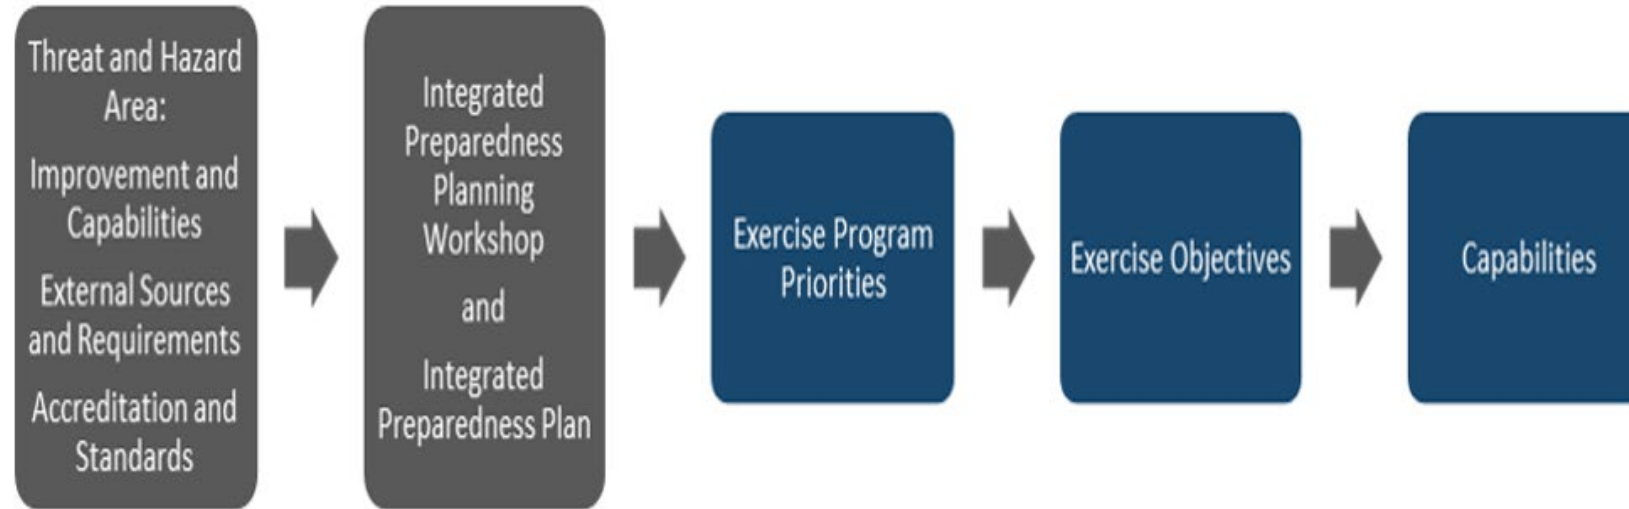 Threat and Hazard
Area:
Improvement and
Capabilities
External Sources
and Requirements
Accreditation and
Standards
Integrated
Preparedness
Planning
Workshop
and
Integrated
Preparedness Plan
Exercise Program
Priorities
Exercise Objectives
Capabilities